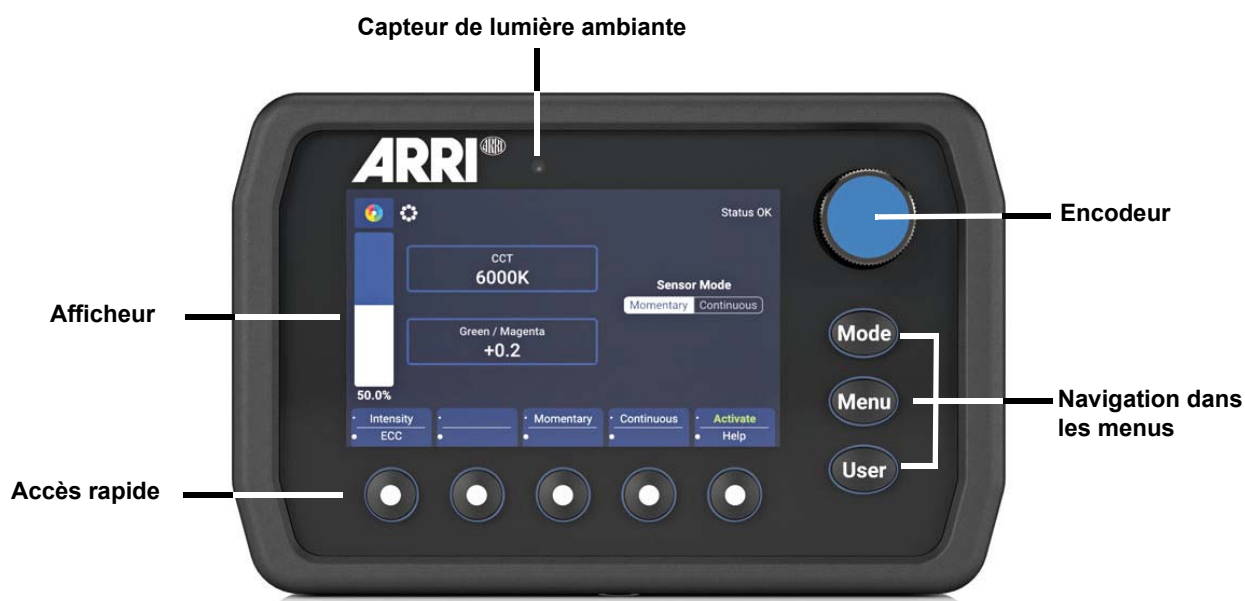 Capteur de lumière ambiante
ARRI ARRI
Status OK
CCT
6000K
Sensor Mode
Momentary Continuous
Green / Magenta
+0.2
50.0%
Intensity Momentary Continuous Activate
ECC Help
Encodeur
Afficheur
Mode
Menu
User
Navigation dans
les menus
Accès rapide